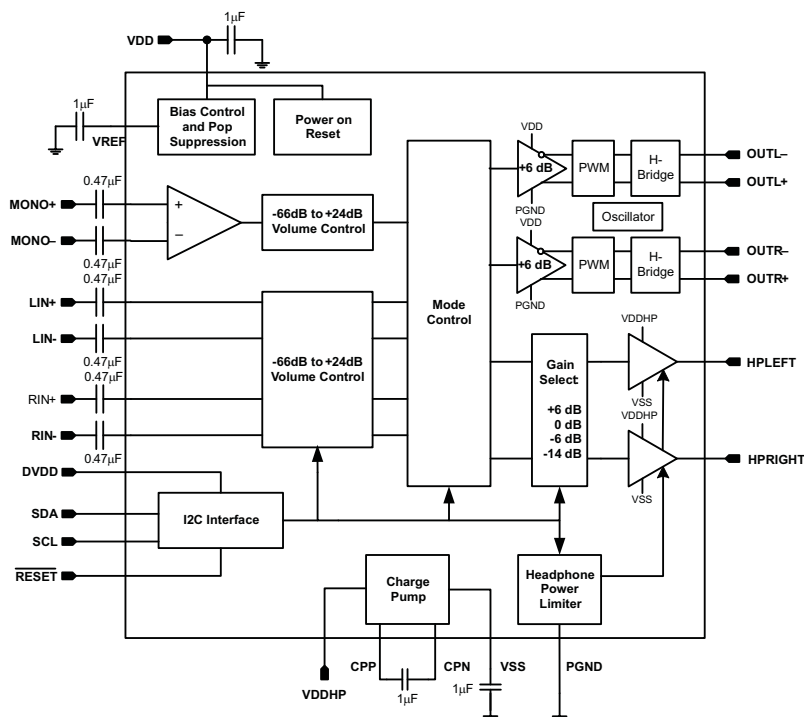 1μF
VDD
1μF
VREF
Bias Control
and Pop
Suppression
Power on
Reset
VDD
+6 dB
PGND
PWM
H-
Bridge
OUTL–
OUTL+
Oscillator
0.47μF
MONO+
MONO–
0.47μF
+
–
-66dB to +24dB
Volume Control
VDD
+6 dB
PGND
PWM
H-
Bridge
OUTR–
OUTR+
0.47μF
LIN+
LIN-
0.47μF
0.47μF
RIN+
RIN-
0.47μF
-66dB to +24dB
Volume Control
Mode
Control
Gain
Select:
+6 dB
0 dB
-6 dB
-14 dB
VDDHP
VSS
HPLEFT
VDDHP
VSS
HPRIGHT
DVDD
SDA
SCL
RESET
I2C Interface
Charge
Pump
Headphone
Power
Limiter
VDDHP
CPP
CPN
1μF
VSS
1μF
PGND